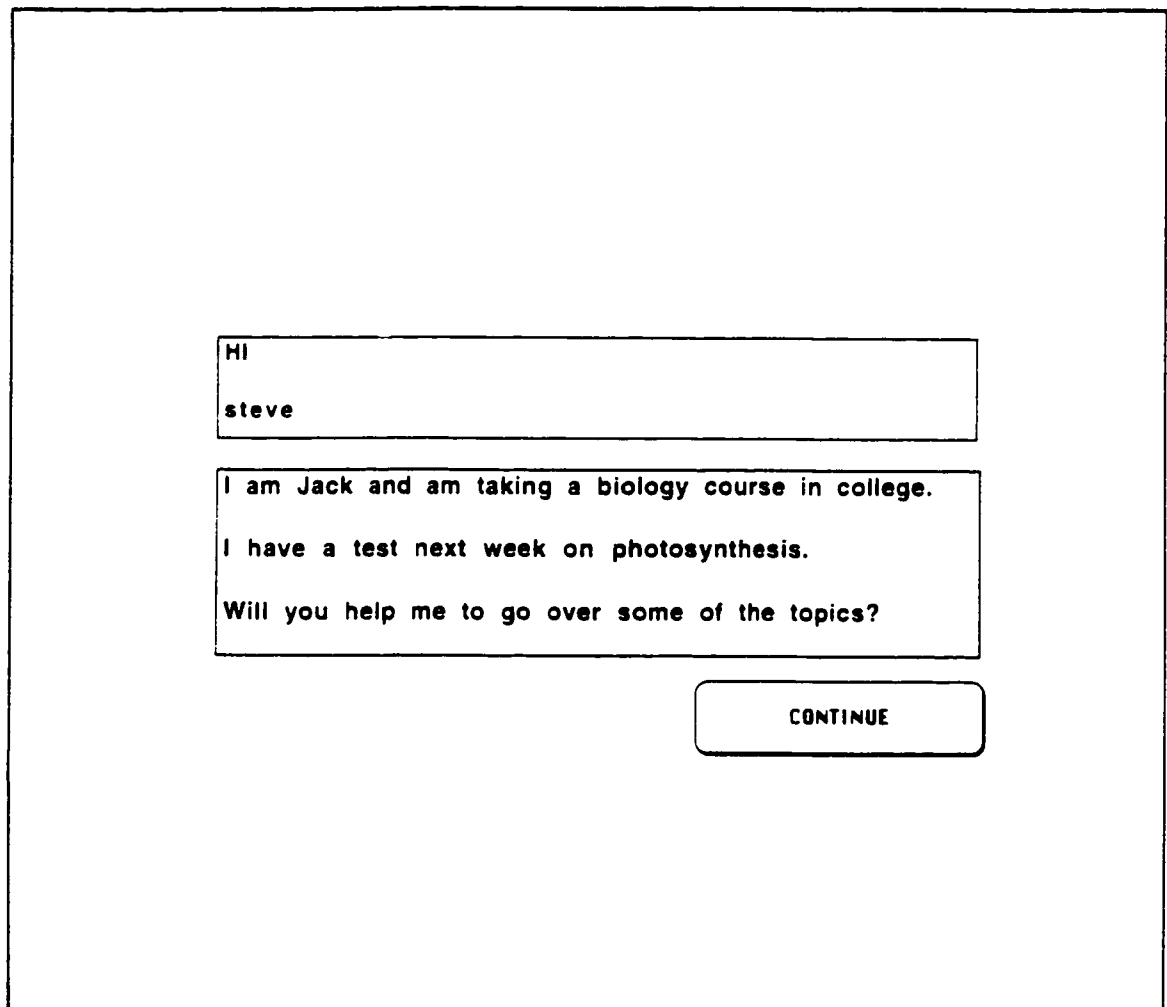 HI
steve
I am Jack and am taking a biology course in college.
I have a test next week on photosynthesis.
Will you help me to go over some of the topics?
CONTINUE